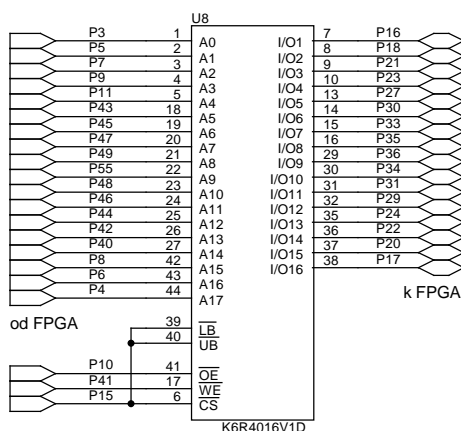 U8
P3 1 A0 I/O1 7 P16
P5 2 A1 I/O2 8 P18
P7 3 A2 I/O3 9 P21
P9 4 A3 I/O4 10 P23
P11 5 A4 I/O5 13 P27
P43 18 A5 I/O6 14 P30
P45 19 A6 I/O7 15 P33
P47 20 A7 I/O8 16 P35
P49 21 A8 I/O9 29 P36
P55 22 A9 I/O10 30 P34
P48 23 A10 I/O11 31 P31
P46 24 A11 I/O12 32 P29
P44 25 A12 I/O13 35 P24
P42 26 A13 I/O14 36 P22
P40 27 A14 I/O15 37 P20
P8 42 A15 I/O16 38 P17
P6 43 A16
P4 44 A17
od FPGA
k FPGA
39 LB
40 UB
P10 41 OE
P41 17 WE
P15 6 CS
K6R4016V1D